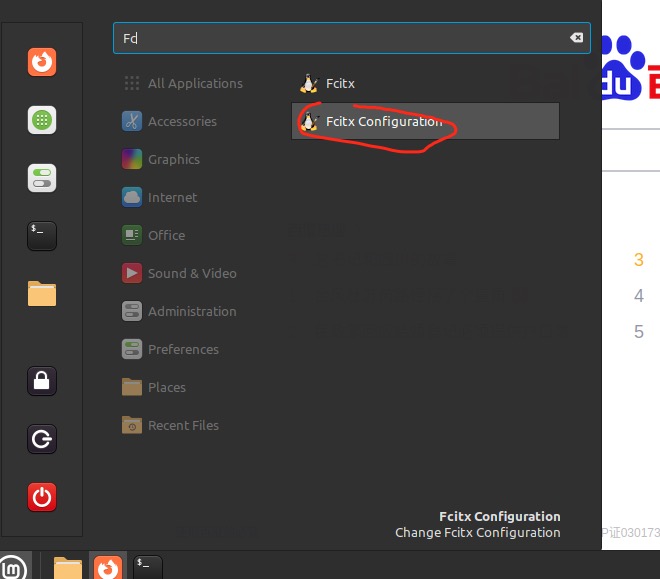 Fc
All Applications
Accessories
Graphics
Internet
Office
Sound & Video
Administration
Preferences
Places
Recent Files
Fcitx
Fcitx Configuration
du
3
4
5
Fcitx Configuration
Change Fcitx Configuration
P证030173
$_
$_